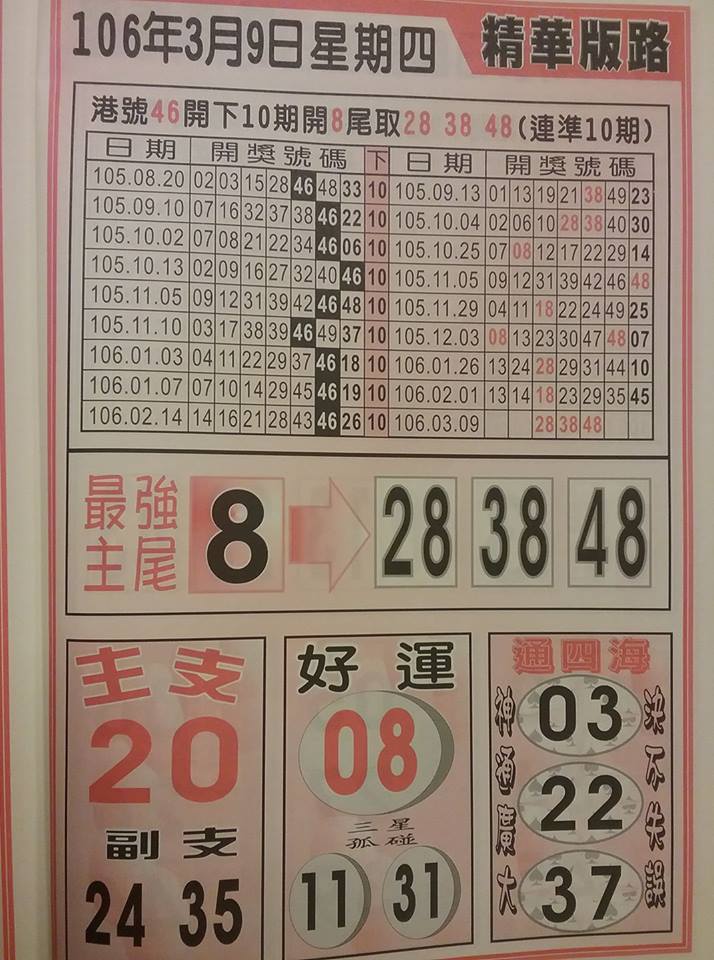 106年3月9日星期四 精華版路
港號46開下10期開8尾取28 38 48(連準10期)
日期 開獎號碼 下 日期 開獎號碼
105.08.20 02 03 15 28 46 48 33 10 105.09.13 01 13 19 21 38 49 23
105.09.10 07 16 32 37 38 46 22 10 105.10.04 02 06 10 28 38 40 30
105.10.02 07 08 21 22 34 46 06 10 105.10.25 07 08 12 17 22 29 14
105.10.13 02 09 16 27 32 40 46 10 105.11.05 09 12 31 39 42 46 48
105.11.05 09 12 31 39 42 46 48 10 105.11.29 04 11 18 22 24 49 25
105.11.10 03 17 38 39 46 49 37 10 105.12.03 08 13 23 30 47 48 07
106.01.03 04 11 22 29 37 46 18 10 106.01.26 13 24 28 29 31 44 10
106.01.07 07 10 14 29 45 46 19 10 106.02.01 13 14 18 23 29 35 45
106.02.14 14 16 21 28 43 46 26 10 106.03.09 28 38 48
最強
主尾
8 28 38 48
主支
20
副支
24 35
好運
08
三星
孤碰
11 31
通四海
神通廣大
03
22
37
決不失誤